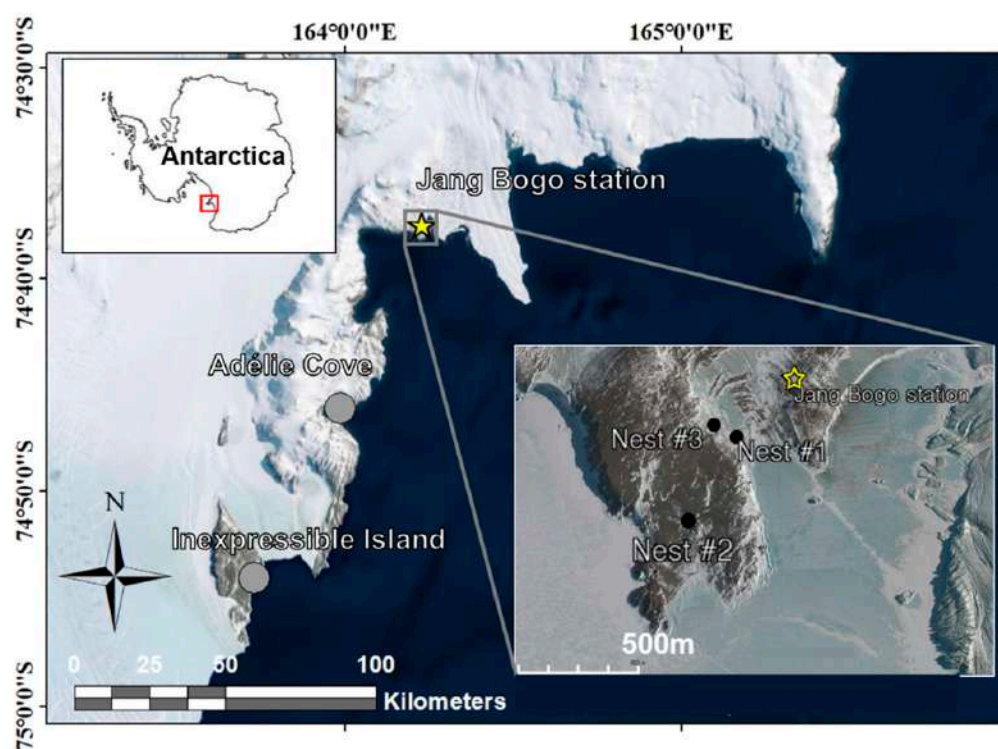 164°0'0"E 165°0'0"E
74°30'0"S
Antarctica
Jang Bogo station
74°40'0"S
Adélie Cove
Jang Bogo station
Nest #3
Nest #1
74°50'0"S
N
Inexpressible Island
Nest #2
500m
0 25 50 100
Kilometers
75°0'0"S